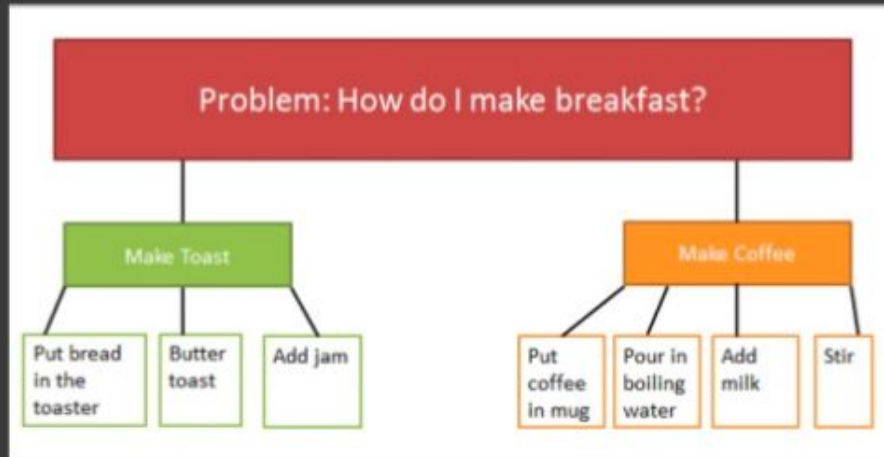 Problem: How do I make breakfast?
Make Toast
Make Coffee
Put bread
in the
toaster
Butter
toast
Add jam
Put
coffee
in mug
Pour in
boiling
water
Add
milk
Stir